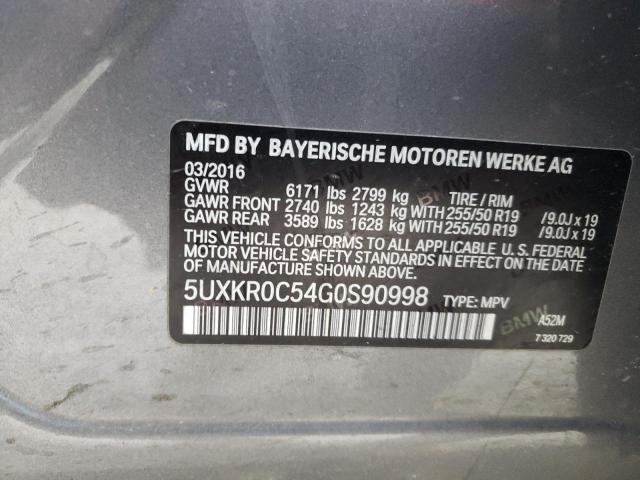 MFD BY BAYERISCHE MOTOREN WERKE AG
03/2016
GVWR 6171 lbs 2799 kg TIRE / RIM
GAWR FRONT 2740 lbs 1243 kg WITH 255/50 R19 /9.0J x 19
GAWR REAR 3589 lbs 1628 kg WITH 255/50 R19 /9.0J x 19
THIS VEHICLE CONFORMS TO ALL APPLICABLE U. S. FEDERAL
MOTOR VEHICLE SAFETY STANDARDS IN EFFECT ON THE DATE
OF MANUFACTURE SHOWN ABOVE.
5UXKR0C54G0S90998 TYPE: MPV
BMW
A52M
7 320 729